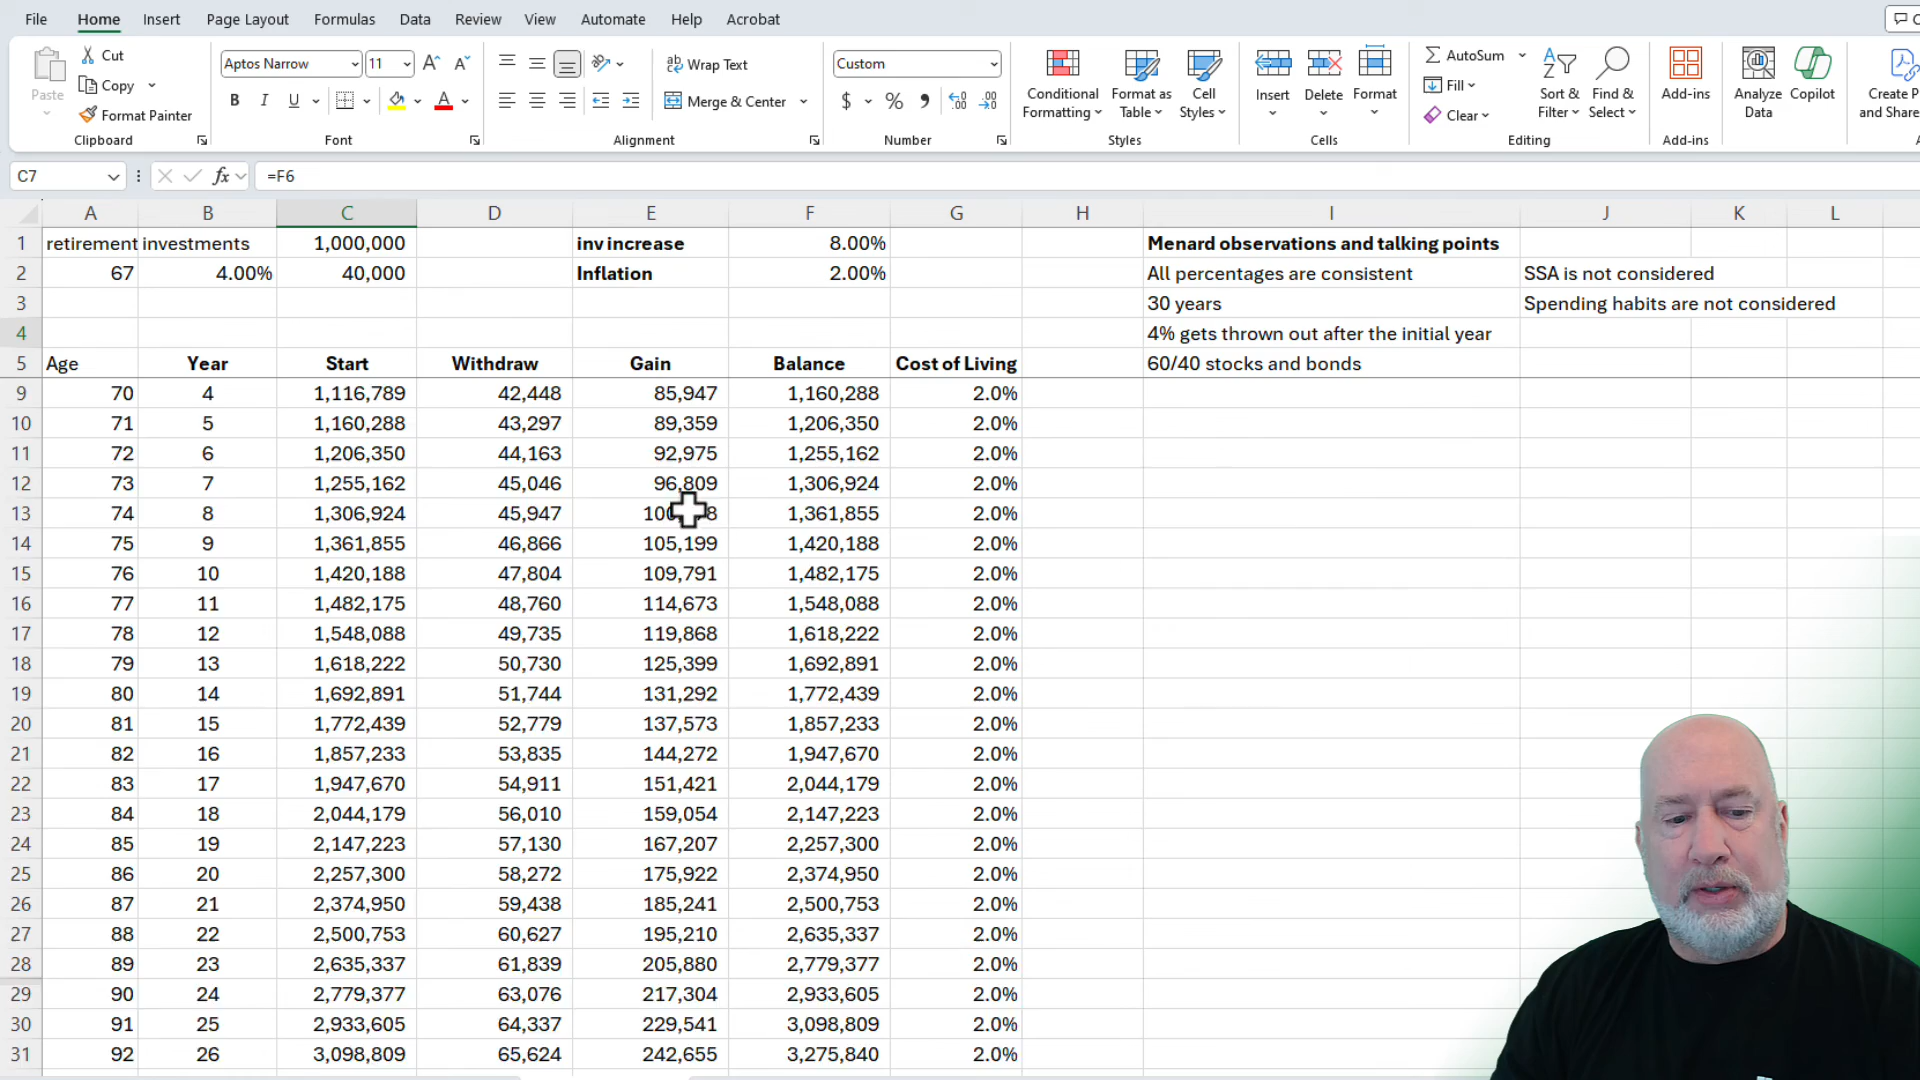 File Home Insert Page Layout Formulas Data Review View Automate Help Acrobat
Paste Cut Copy Format Painter Clipboard
Aptos Narrow 11 B I U A Font
Wrap Text Merge & Center Alignment
Custom $ % Number
Conditional Formatting Format as Table Cell Styles Styles
Insert Delete Format Cells
AutoSum Fill Clear Sort & Filter Find & Select Editing
Add-ins Add-ins
Analyze Data Copilot
Create P
and Share
C7 fx =F6
A B C D E F G H I J K L
1 retirement investments 1,000,000 inv increase 8.00% Menard observations and talking points
2 67 4.00% 40,000 Inflation 2.00% All percentages are consistent SSA is not considered
3 30 years Spending habits are not considered
4 4% gets thrown out after the initial year
5 Age Year Start Withdraw Gain Balance Cost of Living 60/40 stocks and bonds
9 70 4 1,116,789 42,448 85,947 1,160,288 2.0%
10 71 5 1,160,288 43,297 89,359 1,206,350 2.0%
11 72 6 1,206,350 44,163 92,975 1,255,162 2.0%
12 73 7 1,255,162 45,046 96,809 1,306,924 2.0%
13 74 8 1,306,924 45,947 1,361,855 2.0%
14 75 9 1,361,855 46,866 105,199 1,420,188 2.0%
15 76 10 1,420,188 47,804 109,791 1,482,175 2.0%
16 77 11 1,482,175 48,760 114,673 1,548,088 2.0%
17 78 12 1,548,088 49,735 119,868 1,618,222 2.0%
18 79 13 1,618,222 50,730 125,399 1,692,891 2.0%
19 80 14 1,692,891 51,744 131,292 1,772,439 2.0%
20 81 15 1,772,439 52,779 137,573 1,857,233 2.0%
21 82 16 1,857,233 53,835 144,272 1,947,670 2.0%
22 83 17 1,947,670 54,911 151,421 2,044,179 2.0%
23 84 18 2,044,179 56,010 159,054 2,147,223 2.0%
24 85 19 2,147,223 57,130 167,207 2,257,300 2.0%
25 86 20 2,257,300 58,272 175,922 2,374,950 2.0%
26 87 21 2,374,950 59,438 185,241 2,500,753 2.0%
27 88 22 2,500,753 60,627 195,210 2,635,337 2.0%
28 89 23 2,635,337 61,839 205,880 2,779,377 2.0%
29 90 24 2,779,377 63,076 217,304 2,933,605 2.0%
30 91 25 2,933,605 64,337 229,541 3,098,809 2.0%
31 92 26 3,098,809 65,624 242,655 3,275,840 2.0%